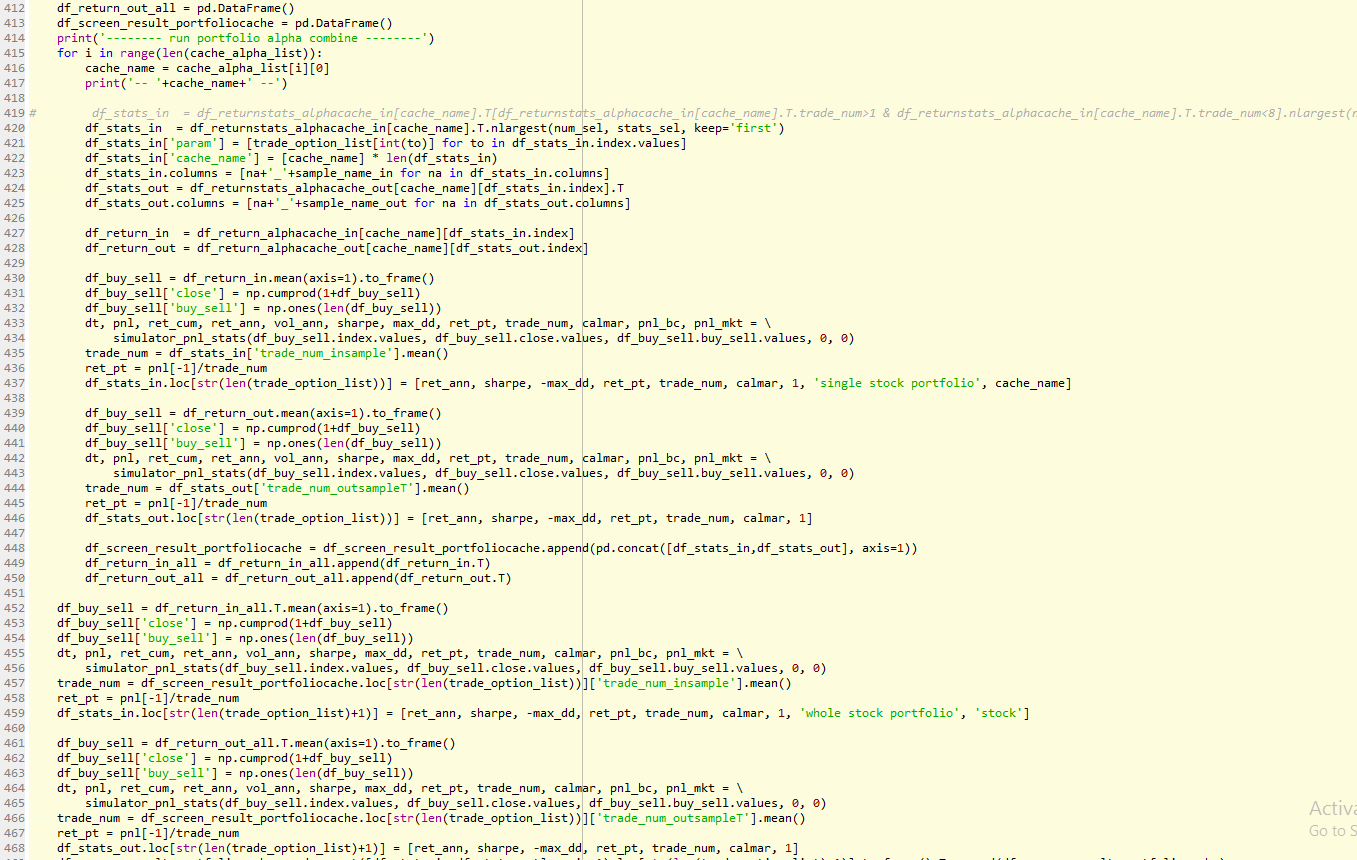 412 df_return_out_all = pd.DataFrame()
413 df_screen_result_portfoliocache = pd.DataFrame()
414 print('-------- run portfolio alpha combine --------')
415 for i in range(len(cache_alpha_list)):
416 cache_name = cache_alpha_list[i][0]
417 print('-- '+cache_name+' --')
418
419 # df_stats_in  = df_returnstats_alphacache_in[cache_name].T[df_returnstats_alphacache_in[cache_name].T.trade_num>1 & df_returnstats_alphacache_in[cache_name].T.trade_num<8].nlargest(n
420 df_stats_in  = df_returnstats_alphacache_in[cache_name].T.nlargest(num_sel, stats_sel, keep='first')
421 df_stats_in['param'] = [trade_option_list[int(to)] for to in df_stats_in.index.values]
422 df_stats_in['cache_name'] = [cache_name] * len(df_stats_in)
423 df_stats_in.columns = [na+'_'+sample_name_in for na in df_stats_in.columns]
424 df_stats_out = df_returnstats_alphacache_out[cache_name][df_stats_in.index].T
425 df_stats_out.columns = [na+'_'+sample_name_out for na in df_stats_out.columns]
426
427 df_return_in  = df_return_alphacache_in[cache_name][df_stats_in.index]
428 df_return_out = df_return_alphacache_out[cache_name][df_stats_out.index]
429
430 df_buy_sell = df_return_in.mean(axis=1).to_frame()
431 df_buy_sell['close'] = np.cumprod(1+df_buy_sell)
432 df_buy_sell['buy_sell'] = np.ones(len(df_buy_sell))
433 dt, pnl, ret_cum, ret_ann, vol_ann, sharpe, max_dd, ret_pt, trade_num, calmar, pnl_bc, pnl_mkt = \
434 simulator_pnl_stats(df_buy_sell.index.values, df_buy_sell.close.values, df_buy_sell.buy_sell.values, 0, 0)
435 trade_num = df_stats_in['trade_num_insample'].mean()
436 ret_pt = pnl[-1]/trade_num
437 df_stats_in.loc[str(len(trade_option_list))] = [ret_ann, sharpe, -max_dd, ret_pt, trade_num, calmar, 1, 'single stock portfolio', cache_name]
438
439 df_buy_sell = df_return_out.mean(axis=1).to_frame()
440 df_buy_sell['close'] = np.cumprod(1+df_buy_sell)
441 df_buy_sell['buy_sell'] = np.ones(len(df_buy_sell))
442 dt, pnl, ret_cum, ret_ann, vol_ann, sharpe, max_dd, ret_pt, trade_num, calmar, pnl_bc, pnl_mkt = \
443 simulator_pnl_stats(df_buy_sell.index.values, df_buy_sell.close.values, df_buy_sell.buy_sell.values, 0, 0)
444 trade_num = df_stats_out['trade_num_outsampleT'].mean()
445 ret_pt = pnl[-1]/trade_num
446 df_stats_out.loc[str(len(trade_option_list))] = [ret_ann, sharpe, -max_dd, ret_pt, trade_num, calmar, 1]
447
448 df_screen_result_portfoliocache = df_screen_result_portfoliocache.append(pd.concat([df_stats_in,df_stats_out], axis=1))
449 df_return_in_all = df_return_in_all.append(df_return_in.T)
450 df_return_out_all = df_return_out_all.append(df_return_out.T)
451
452 df_buy_sell = df_return_in_all.T.mean(axis=1).to_frame()
453 df_buy_sell['close'] = np.cumprod(1+df_buy_sell)
454 df_buy_sell['buy_sell'] = np.ones(len(df_buy_sell))
455 dt, pnl, ret_cum, ret_ann, vol_ann, sharpe, max_dd, ret_pt, trade_num, calmar, pnl_bc, pnl_mkt = \
456 simulator_pnl_stats(df_buy_sell.index.values, df_buy_sell.close.values, df_buy_sell.buy_sell.values, 0, 0)
457 trade_num = df_screen_result_portfoliocache.loc[str(len(trade_option_list))]['trade_num_insample'].mean()
458 ret_pt = pnl[-1]/trade_num
459 df_stats_in.loc[str(len(trade_option_list)+1)] = [ret_ann, sharpe, -max_dd, ret_pt, trade_num, calmar, 1, 'whole stock portfolio', 'stock']
460
461 df_buy_sell = df_return_out_all.T.mean(axis=1).to_frame()
462 df_buy_sell['close'] = np.cumprod(1+df_buy_sell)
463 df_buy_sell['buy_sell'] = np.ones(len(df_buy_sell))
464 dt, pnl, ret_cum, ret_ann, vol_ann, sharpe, max_dd, ret_pt, trade_num, calmar, pnl_bc, pnl_mkt = \
465 simulator_pnl_stats(df_buy_sell.index.values, df_buy_sell.close.values, df_buy_sell.buy_sell.values, 0, 0)
466 trade_num = df_screen_result_portfoliocache.loc[str(len(trade_option_list))]['trade_num_outsampleT'].mean()
467 ret_pt = pnl[-1]/trade_num
468 df_stats_out.loc[str(len(trade_option_list)+1)] = [ret_ann, sharpe, -max_dd, ret_pt, trade_num, calmar, 1]
Activa
Go to S